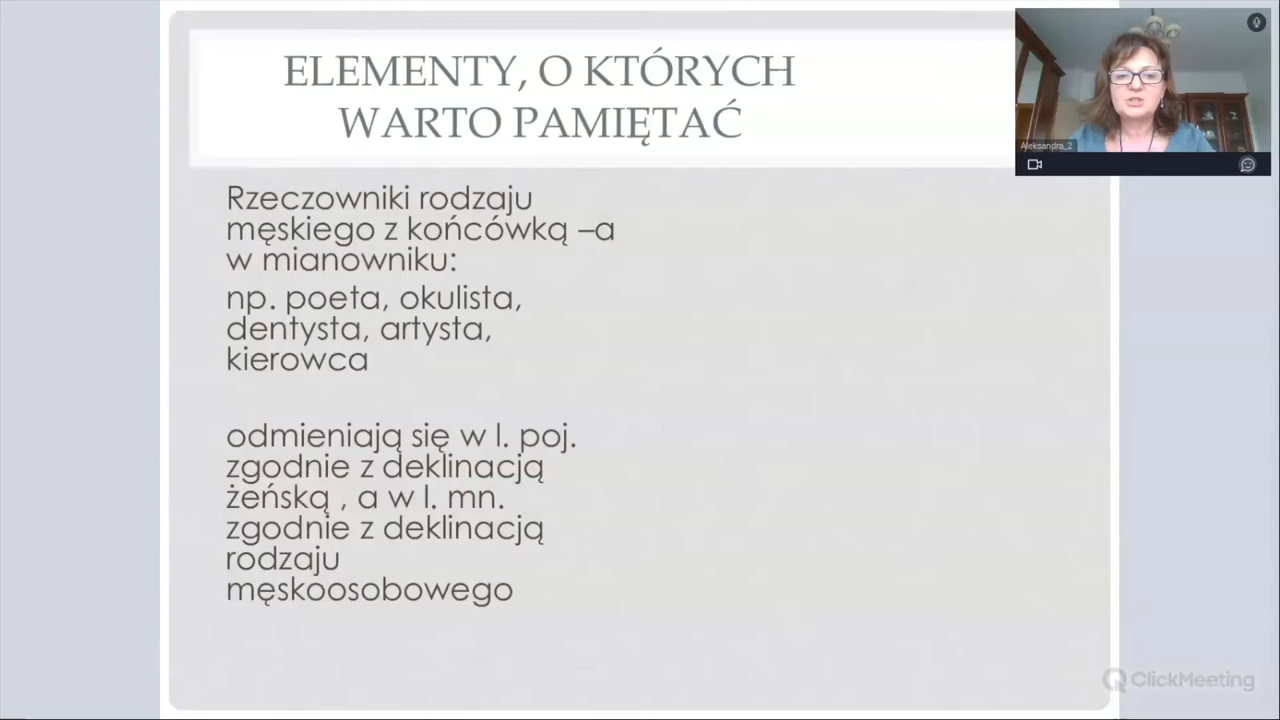 ELEMENTY, O KTÓRYCH
WARTO PAMIĘTAĆ
Aleksandra_2
Rzeczowniki rodzaju
męskiego z końcówką –a
w mianowniku:
np. poeta, okulista,
dentysta, artysta,
kierowca
odmieniają się w l. poj.
zgodnie z deklinacją
żeńską , a w l. mn.
zgodnie z deklinacją
rodzaju
męskoosobowego
ClickMeeting